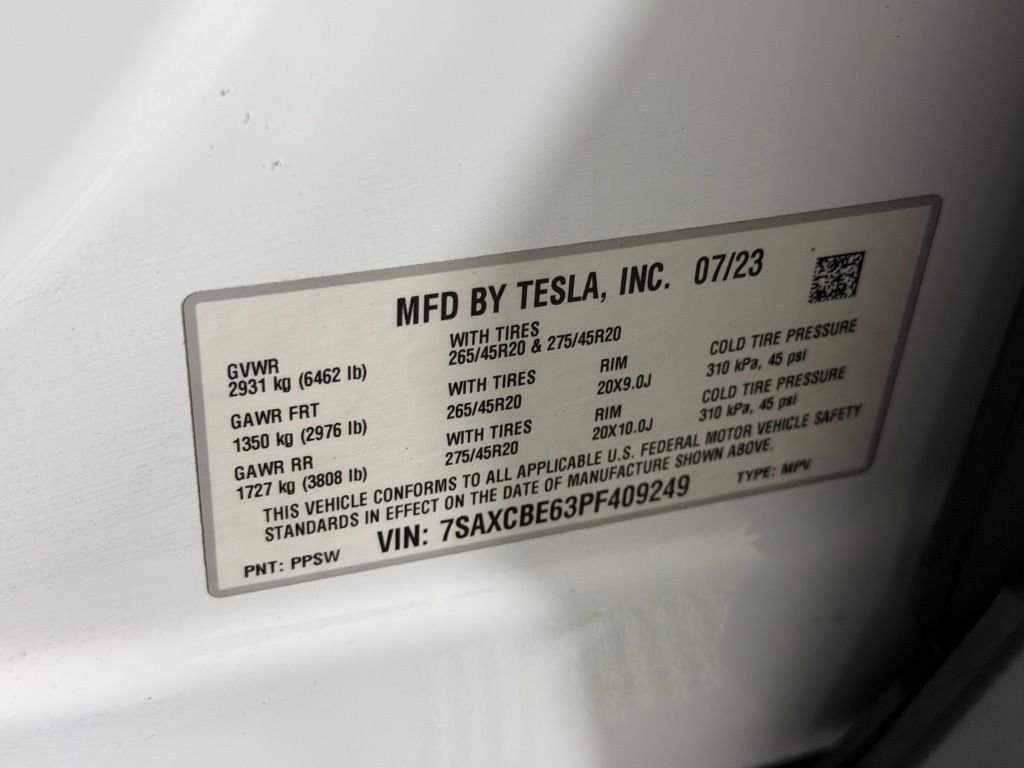 MFD BY TESLA, INC. 07/23
GVWR WITH TIRES
2931 kg (6462 lb) 265/45R20 & 275/45R20
GAWR FRT WITH TIRES RIM COLD TIRE PRESSURE
1350 kg (2976 lb) 265/45R20 20X9.0J 310 kPa, 45 psi
GAWR RR WITH TIRES RIM COLD TIRE PRESSURE
1727 kg (3808 lb) 275/45R20 20X10.0J 310 kPa, 45 psi
THIS VEHICLE CONFORMS TO ALL APPLICABLE U.S. FEDERAL MOTOR VEHICLE SAFETY
STANDARDS IN EFFECT ON THE DATE OF MANUFACTURE SHOWN ABOVE.
PNT: PPSW VIN: 7SAXCBE63PF409249 TYPE: MPV